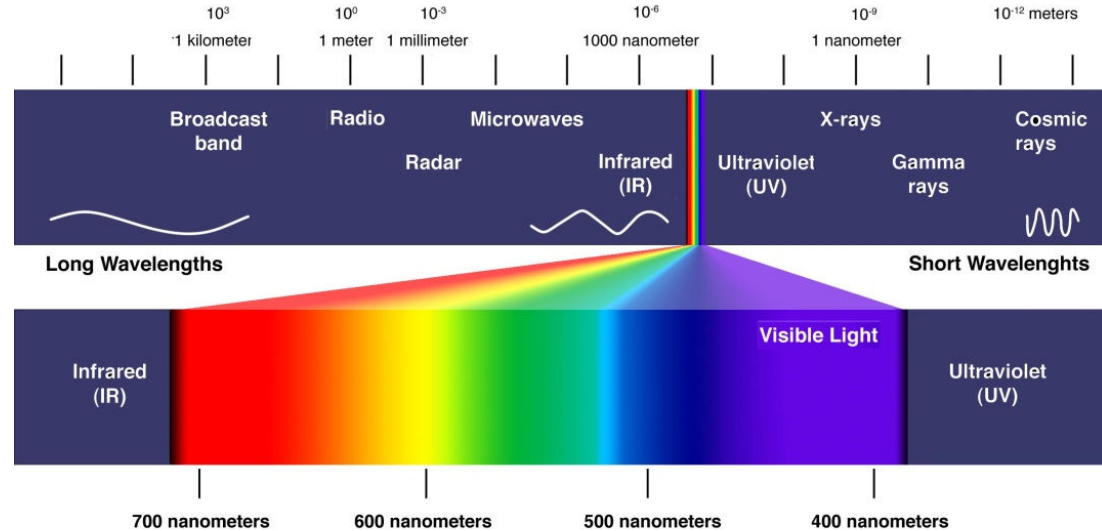 10³ 10⁰ 10⁻³ 10⁻⁶ 10⁻⁹ 10⁻¹² meters
1 kilometer 1 meter 1 millimeter 1000 nanometer 1 nanometer
Broadcast
band
Radio
Radar
Microwaves
Infrared
(IR)
Ultraviolet
(UV)
X-rays
Gamma
rays
Cosmic
rays
Long Wavelengths
Short Wavelenghts
Infrared
(IR)
Visible Light
Ultraviolet
(UV)
700 nanometers 600 nanometers 500 nanometers 400 nanometers